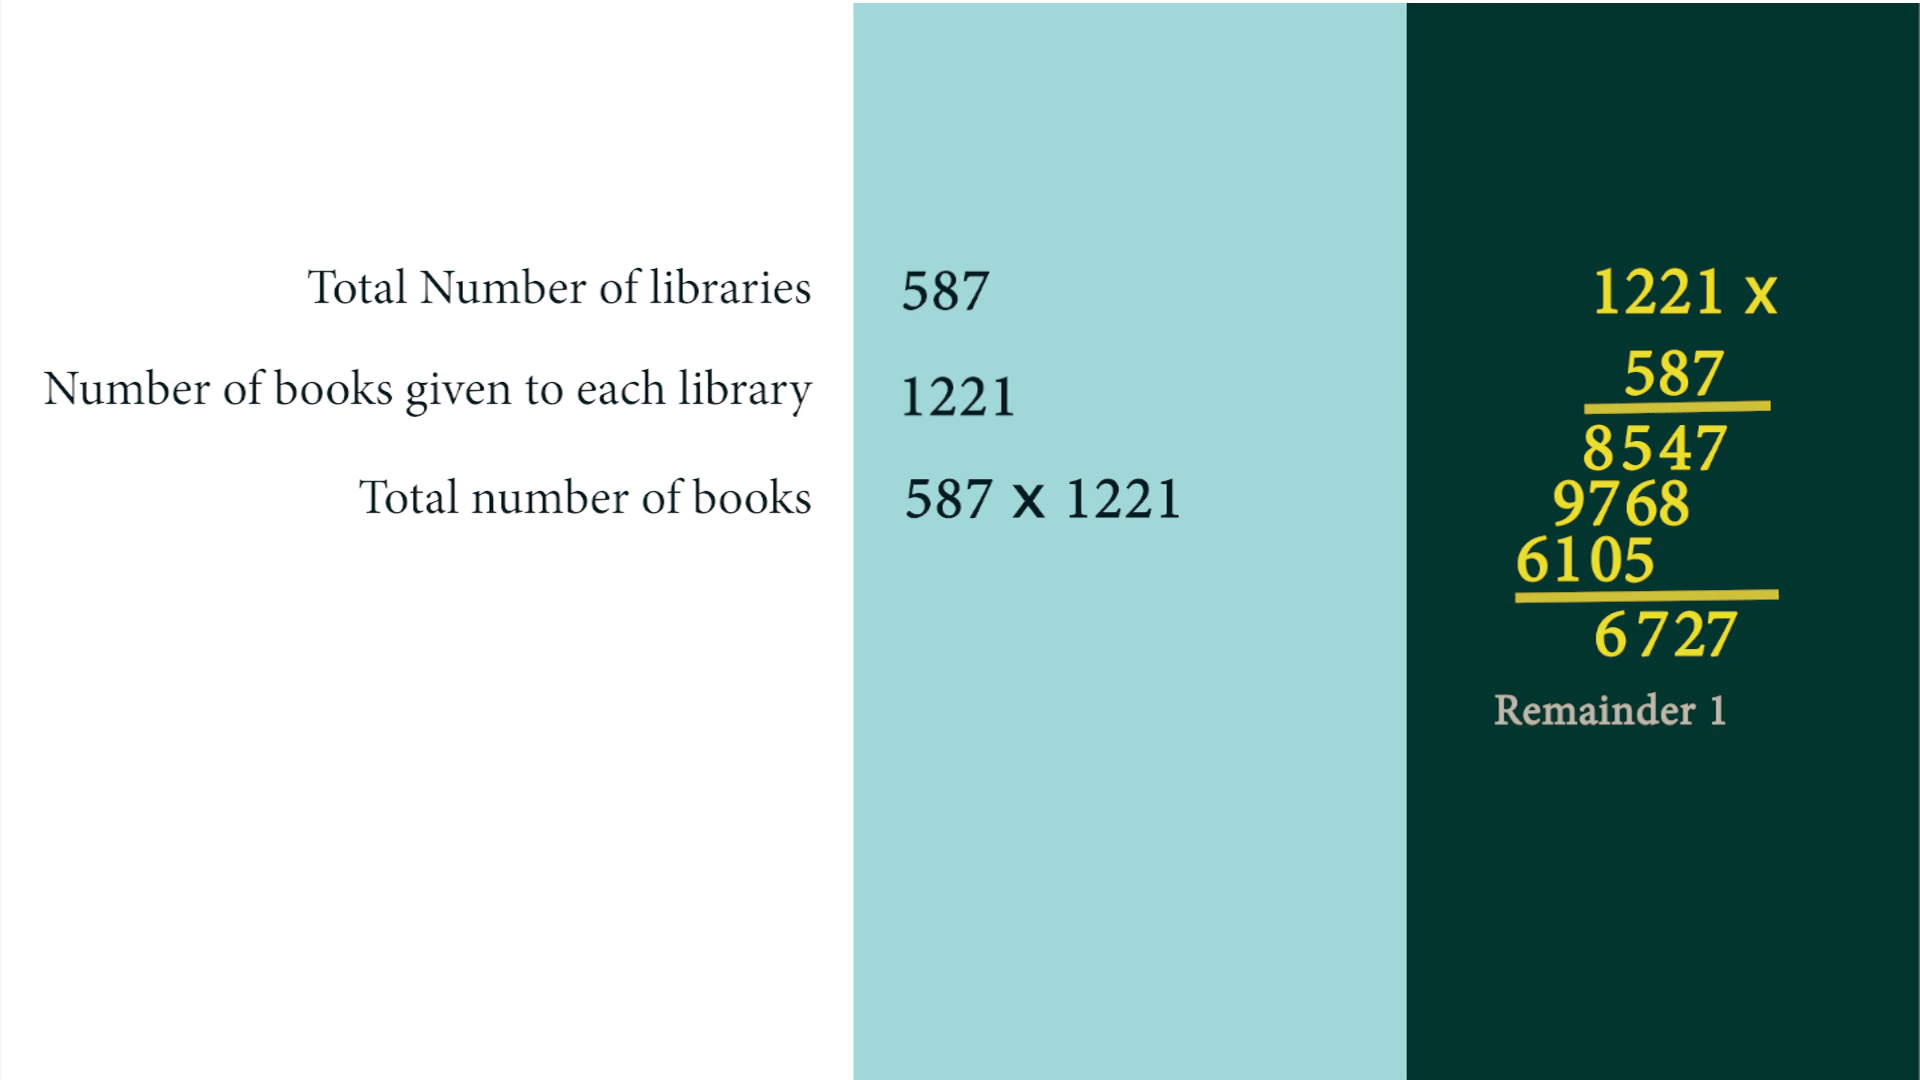 Total Number of libraries
587
Number of books given to each library
1221
Total number of books
587 x 1221
1221 x
587
8547
9768
6105
6727
Remainder 1